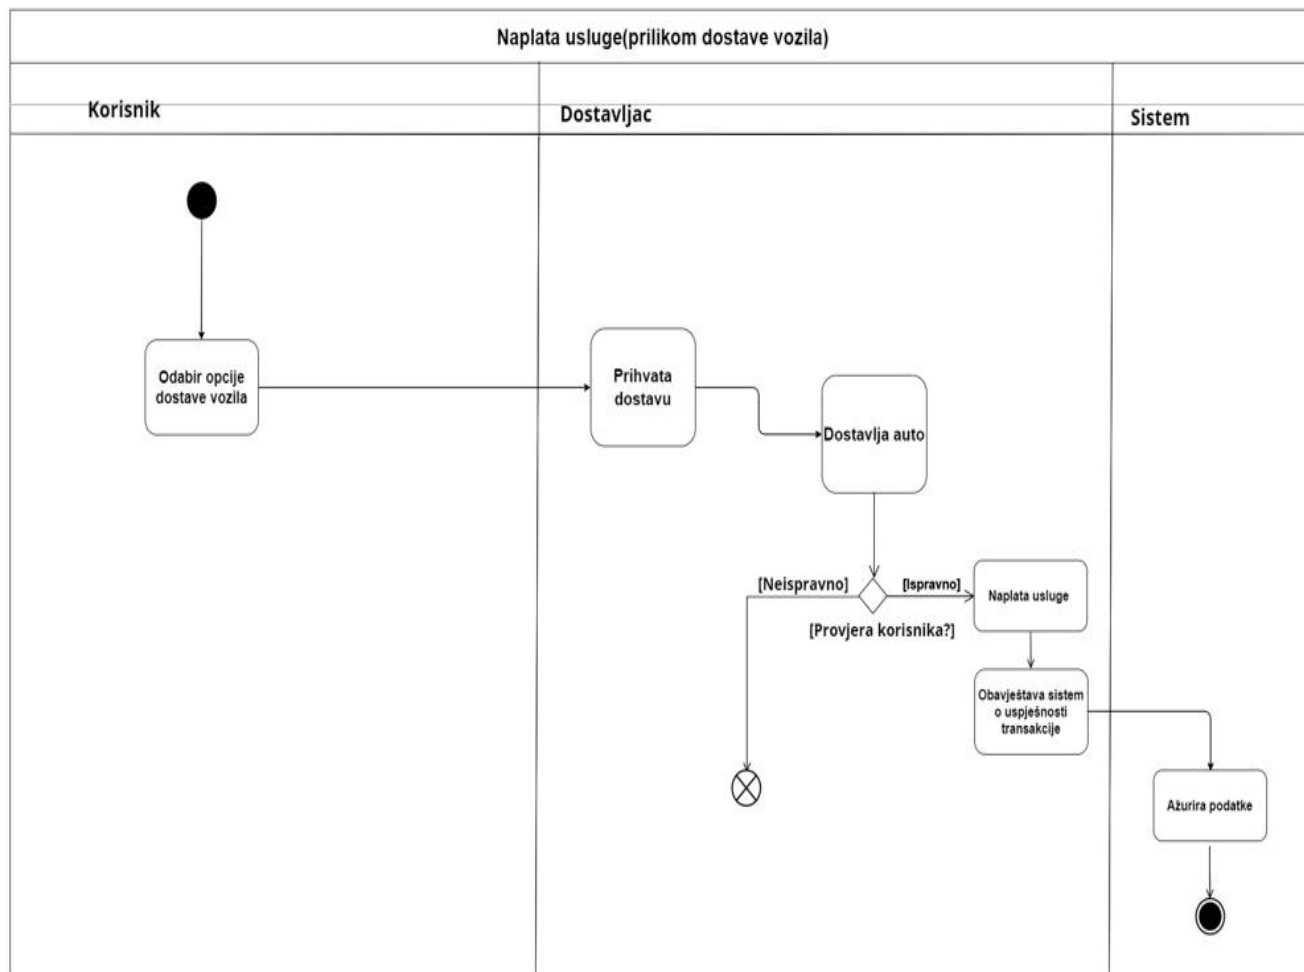 Naplata usluge(prilikom dostave vozila)
Korisnik
Dostavljac
Sistem
Odabir opcije
dostave vozila
Prihvata
dostavu
Dostavlja auto
[Neispravno]
[Ispravno]
[Provjera korisnika?]
Naplata usluge
Obavještava sistem
o uspješnosti
transakcije
Ažurira podatke